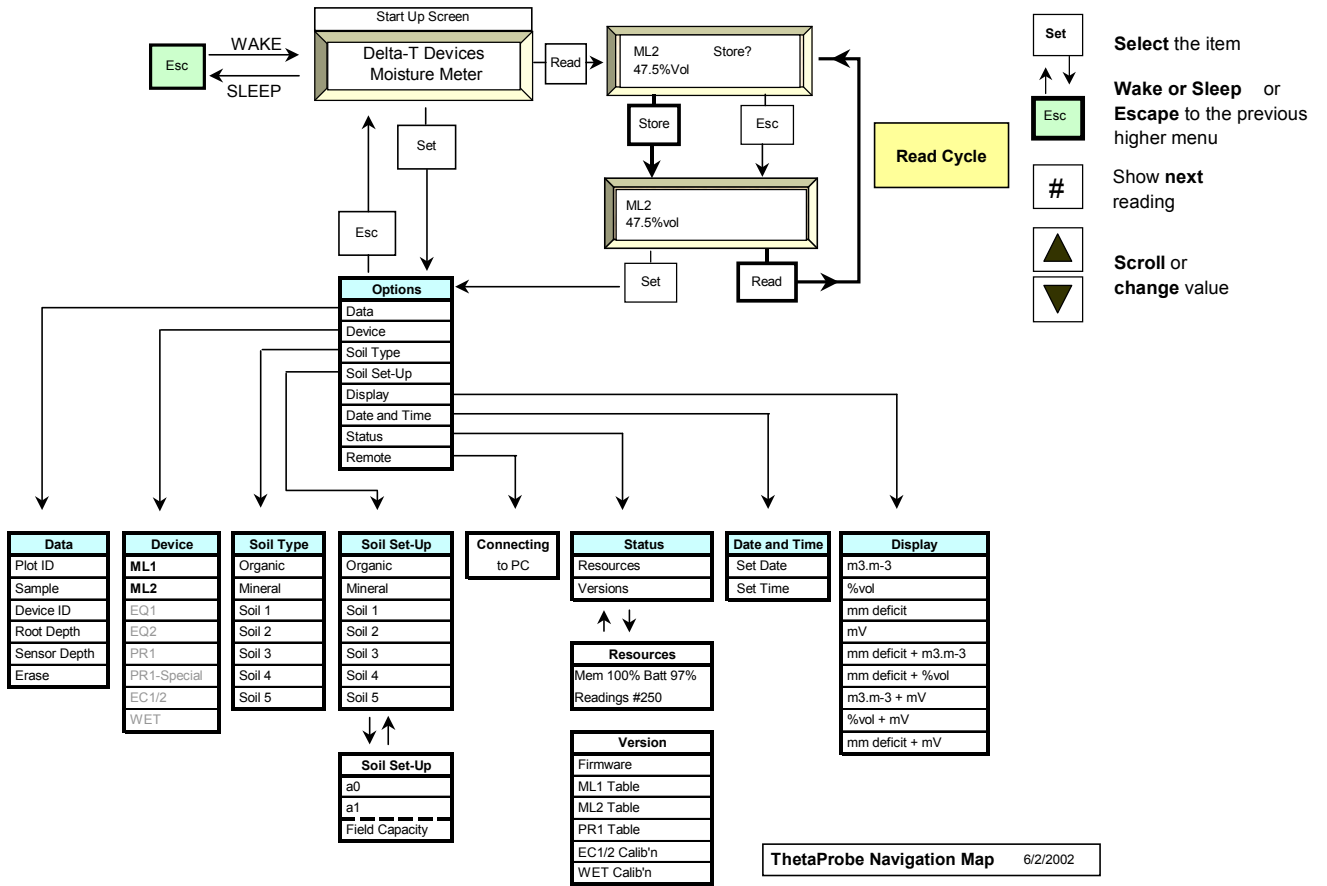 Start Up Screen
Esc
WAKE
SLEEP
Delta-T Devices
Moisture Meter
Read
ML2 Store?
47.5%Vol
Store
Esc
Set
Esc
ML2
47.5%vol
Set
Read
Read Cycle
Set
Select the item
Esc
Wake or Sleep or
Escape to the previous
higher menu
#
Show next
reading
Scroll or
change value
Options
Data
Device
Soil Type
Soil Set-Up
Display
Date and Time
Status
Remote
Data
Plot ID
Sample
Device ID
Root Depth
Sensor Depth
Erase
Device
ML1
ML2
EQ1
EQ2
PR1
PR1-Special
EC1/2
WET
Soil Type
Organic
Mineral
Soil 1
Soil 2
Soil 3
Soil 4
Soil 5
Soil Set-Up
Organic
Mineral
Soil 1
Soil 2
Soil 3
Soil 4
Soil 5
Soil Set-Up
a0
a1
Field Capacity
Connecting
to PC
Status
Resources
Versions
Resources
Mem 100% Batt 97%
Readings #250
Version
Firmware
ML1 Table
ML2 Table
PR1 Table
EC1/2 Calib'n
WET Calib'n
Date and Time
Set Date
Set Time
Display
m3.m-3
%vol
mm deficit
mV
mm deficit + m3.m-3
mm deficit + %vol
m3.m-3 + mV
%vol + mV
mm deficit + mV
ThetaProbe Navigation Map 6/2/2002